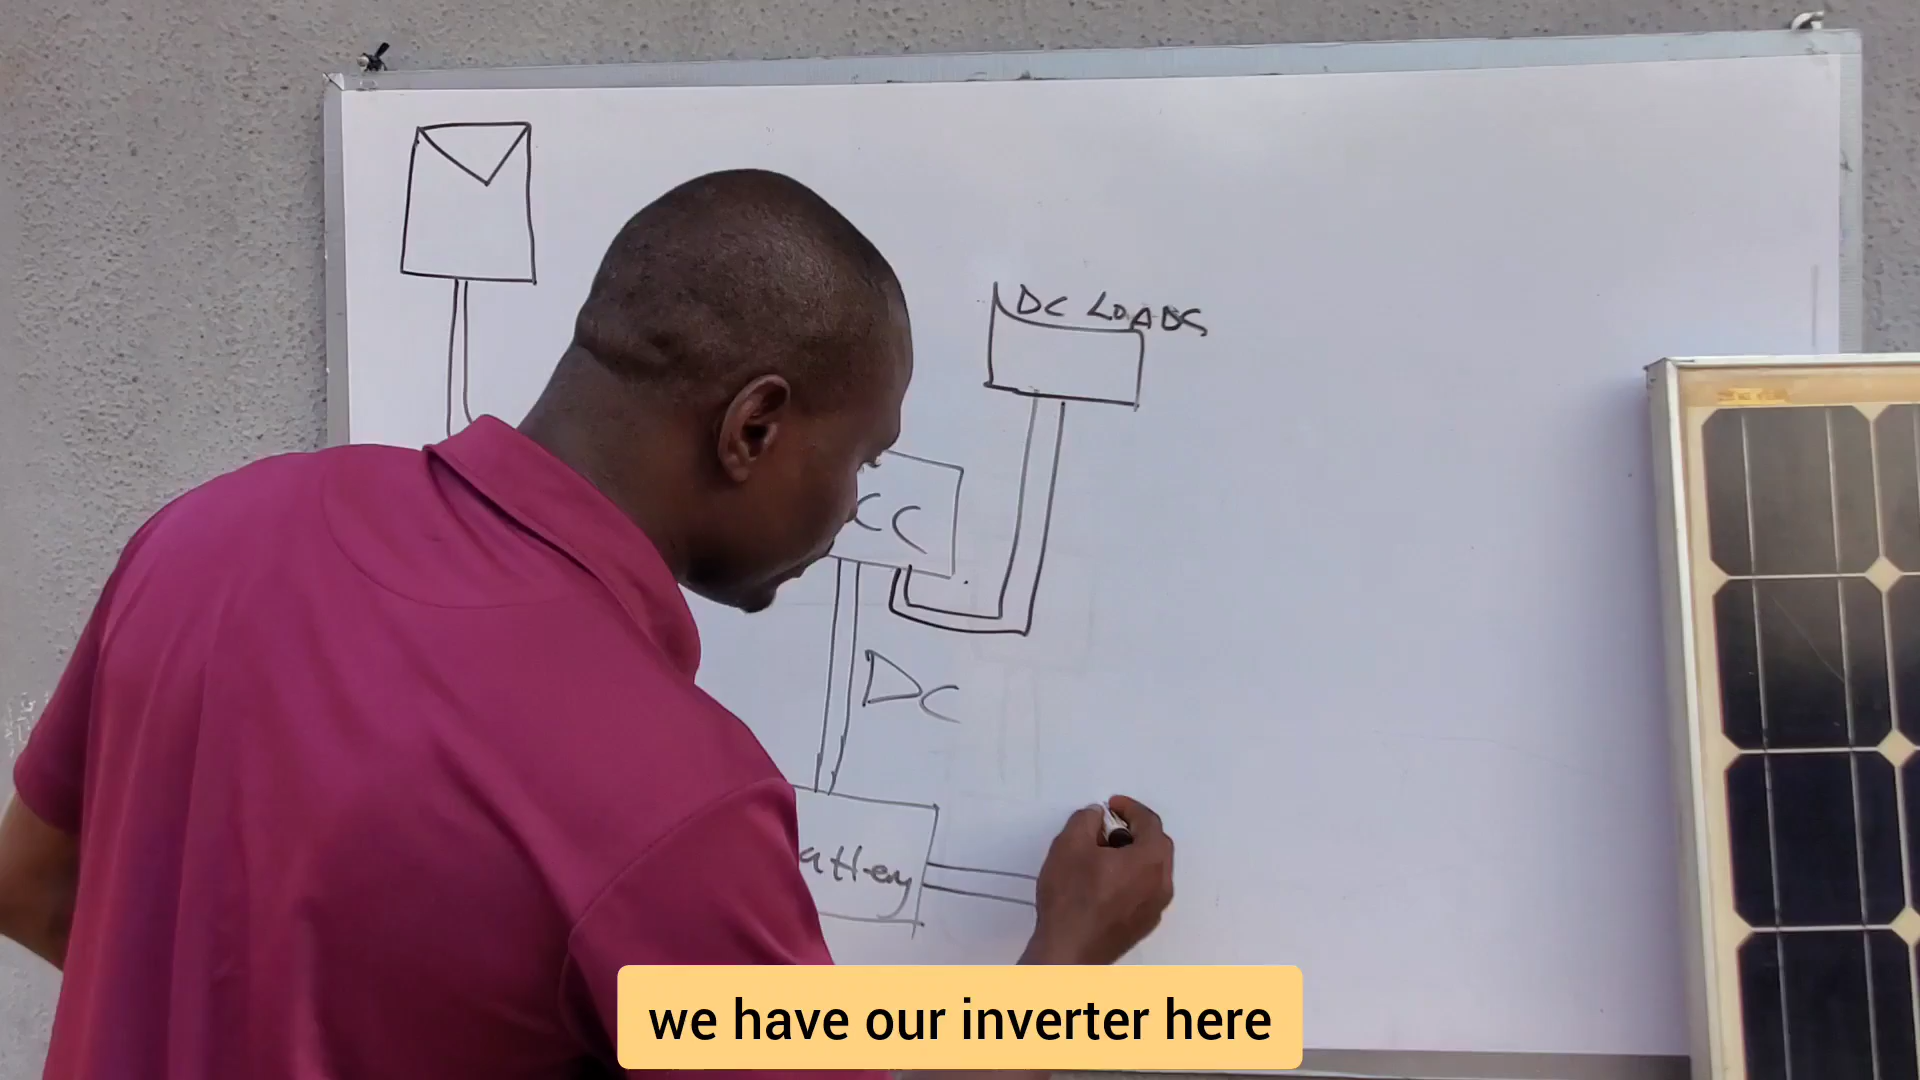 DC LOADS
CC
DC
attery
we have our inverter here